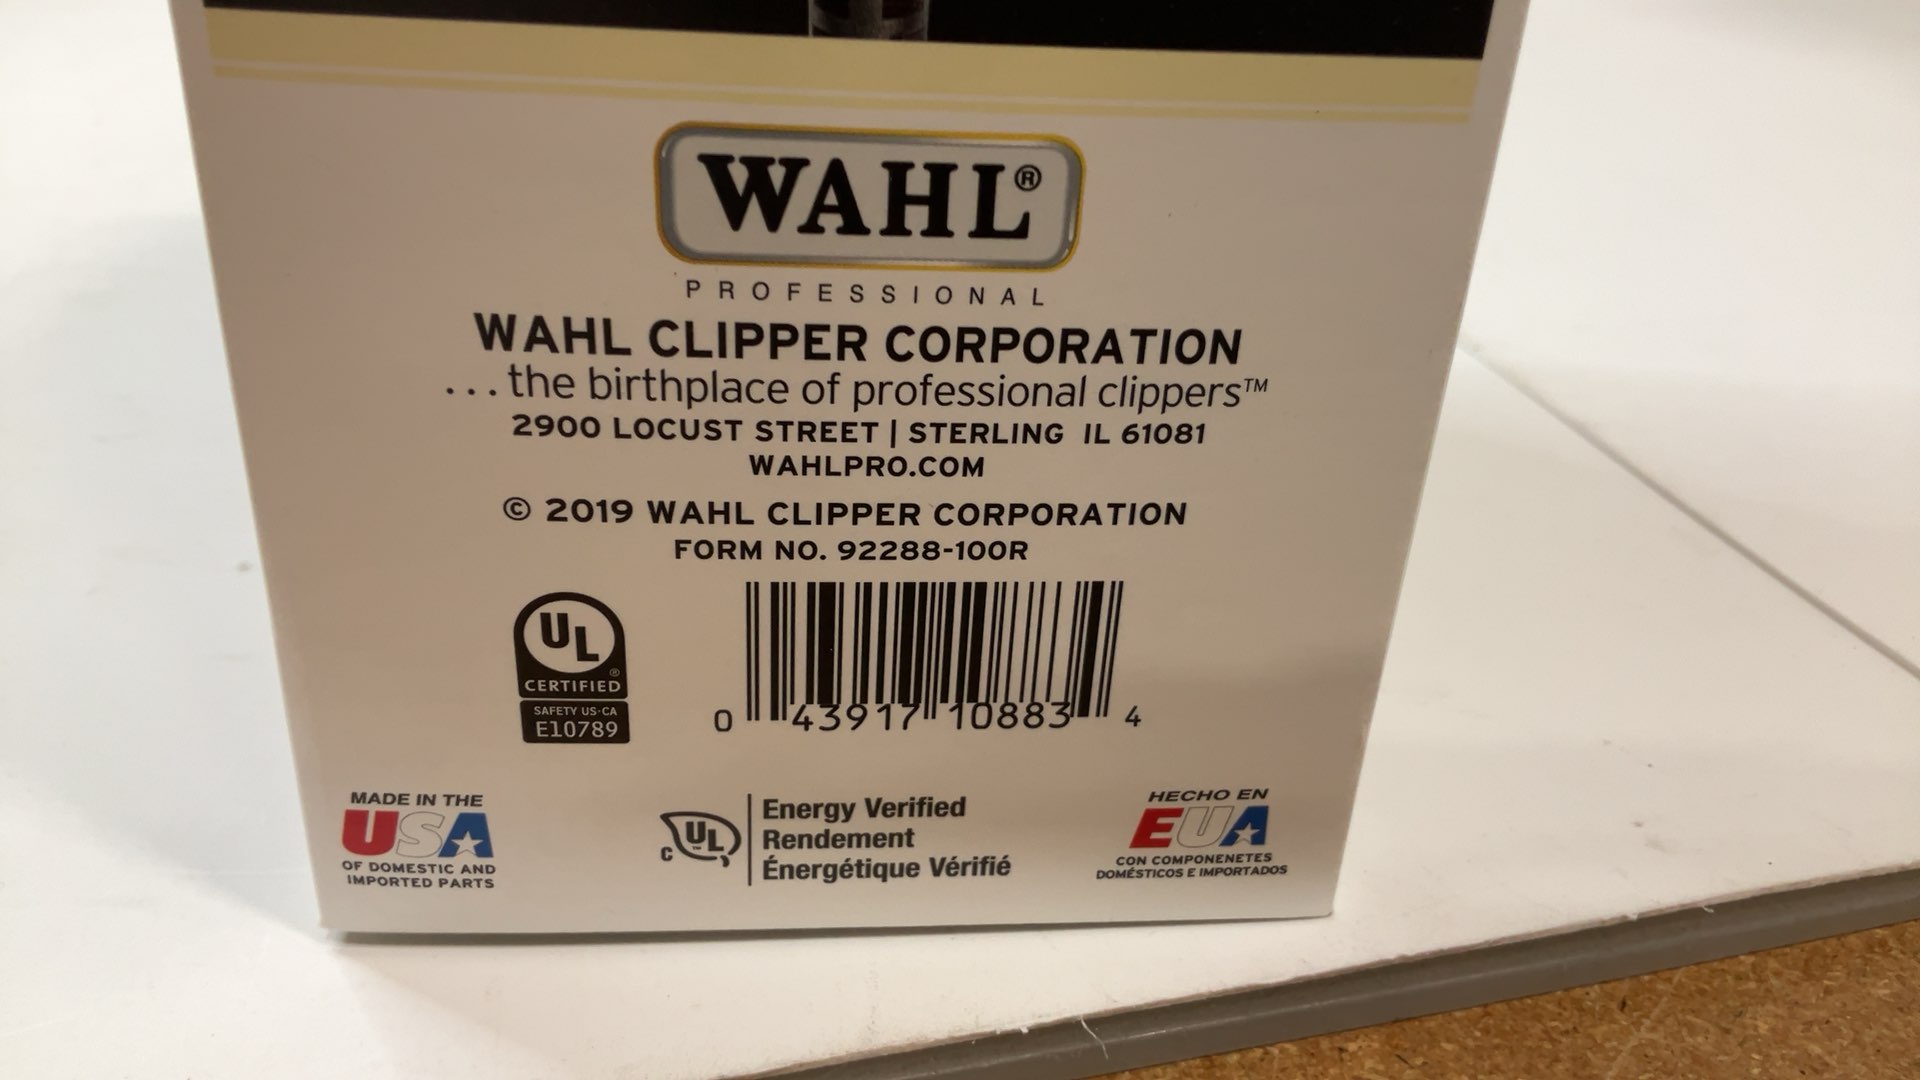 WAHL®
PROFESSIONAL
WAHL CLIPPER CORPORATION
...the birthplace of professional clippers™
2900 LOCUST STREET | STERLING IL 61081
WAHLPRO.COM
© 2019 WAHL CLIPPER CORPORATION
FORM NO. 92288-100R
UL®
CERTIFIED
SAFETY US·CA
E10789
0 43917 10883 4
MADE IN THE
USA
OF DOMESTIC AND
IMPORTED PARTS
c UL™
Energy Verified
Rendement
Énergétique Vérifié
HECHO EN
EUA
CON COMPONENETES
DOMÉSTICOS E IMPORTADOS